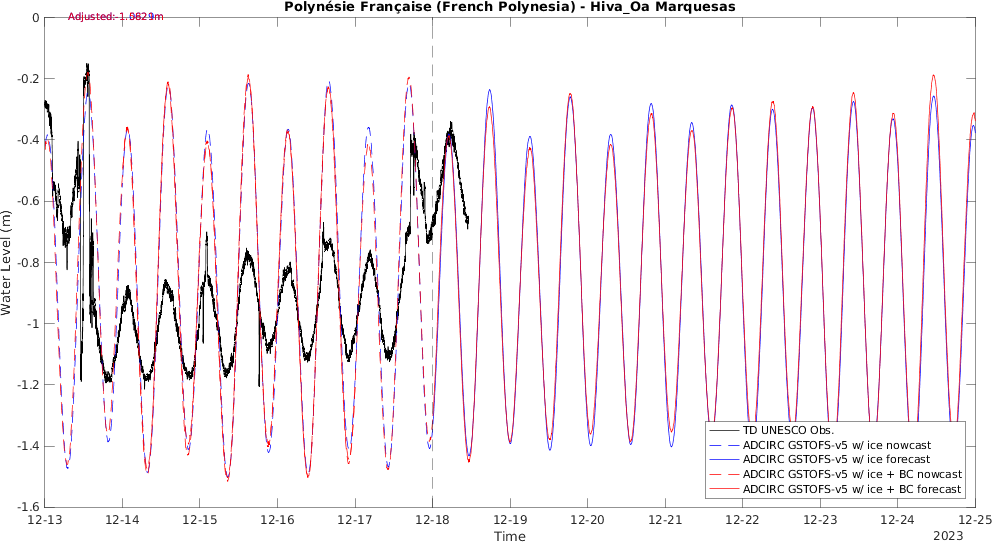 Polynésie Française (French Polynesia) - Hiva_Oa Marquesas
Adjusted:
0
-0.2
-0.4
-0.6
-0.8
-1
-1.2
-1.4
-1.6
Water Level (m)
TD UNESCO Obs.
ADCIRC GSTOFS-v5 w/ ice nowcast
ADCIRC GSTOFS-v5 w/ ice forecast
ADCIRC GSTOFS-v5 w/ ice + BC nowcast
ADCIRC GSTOFS-v5 w/ ice + BC forecast
12-13 12-14 12-15 12-16 12-17 12-18 12-19 12-20 12-21 12-22 12-23 12-24 12-25
Time
2023